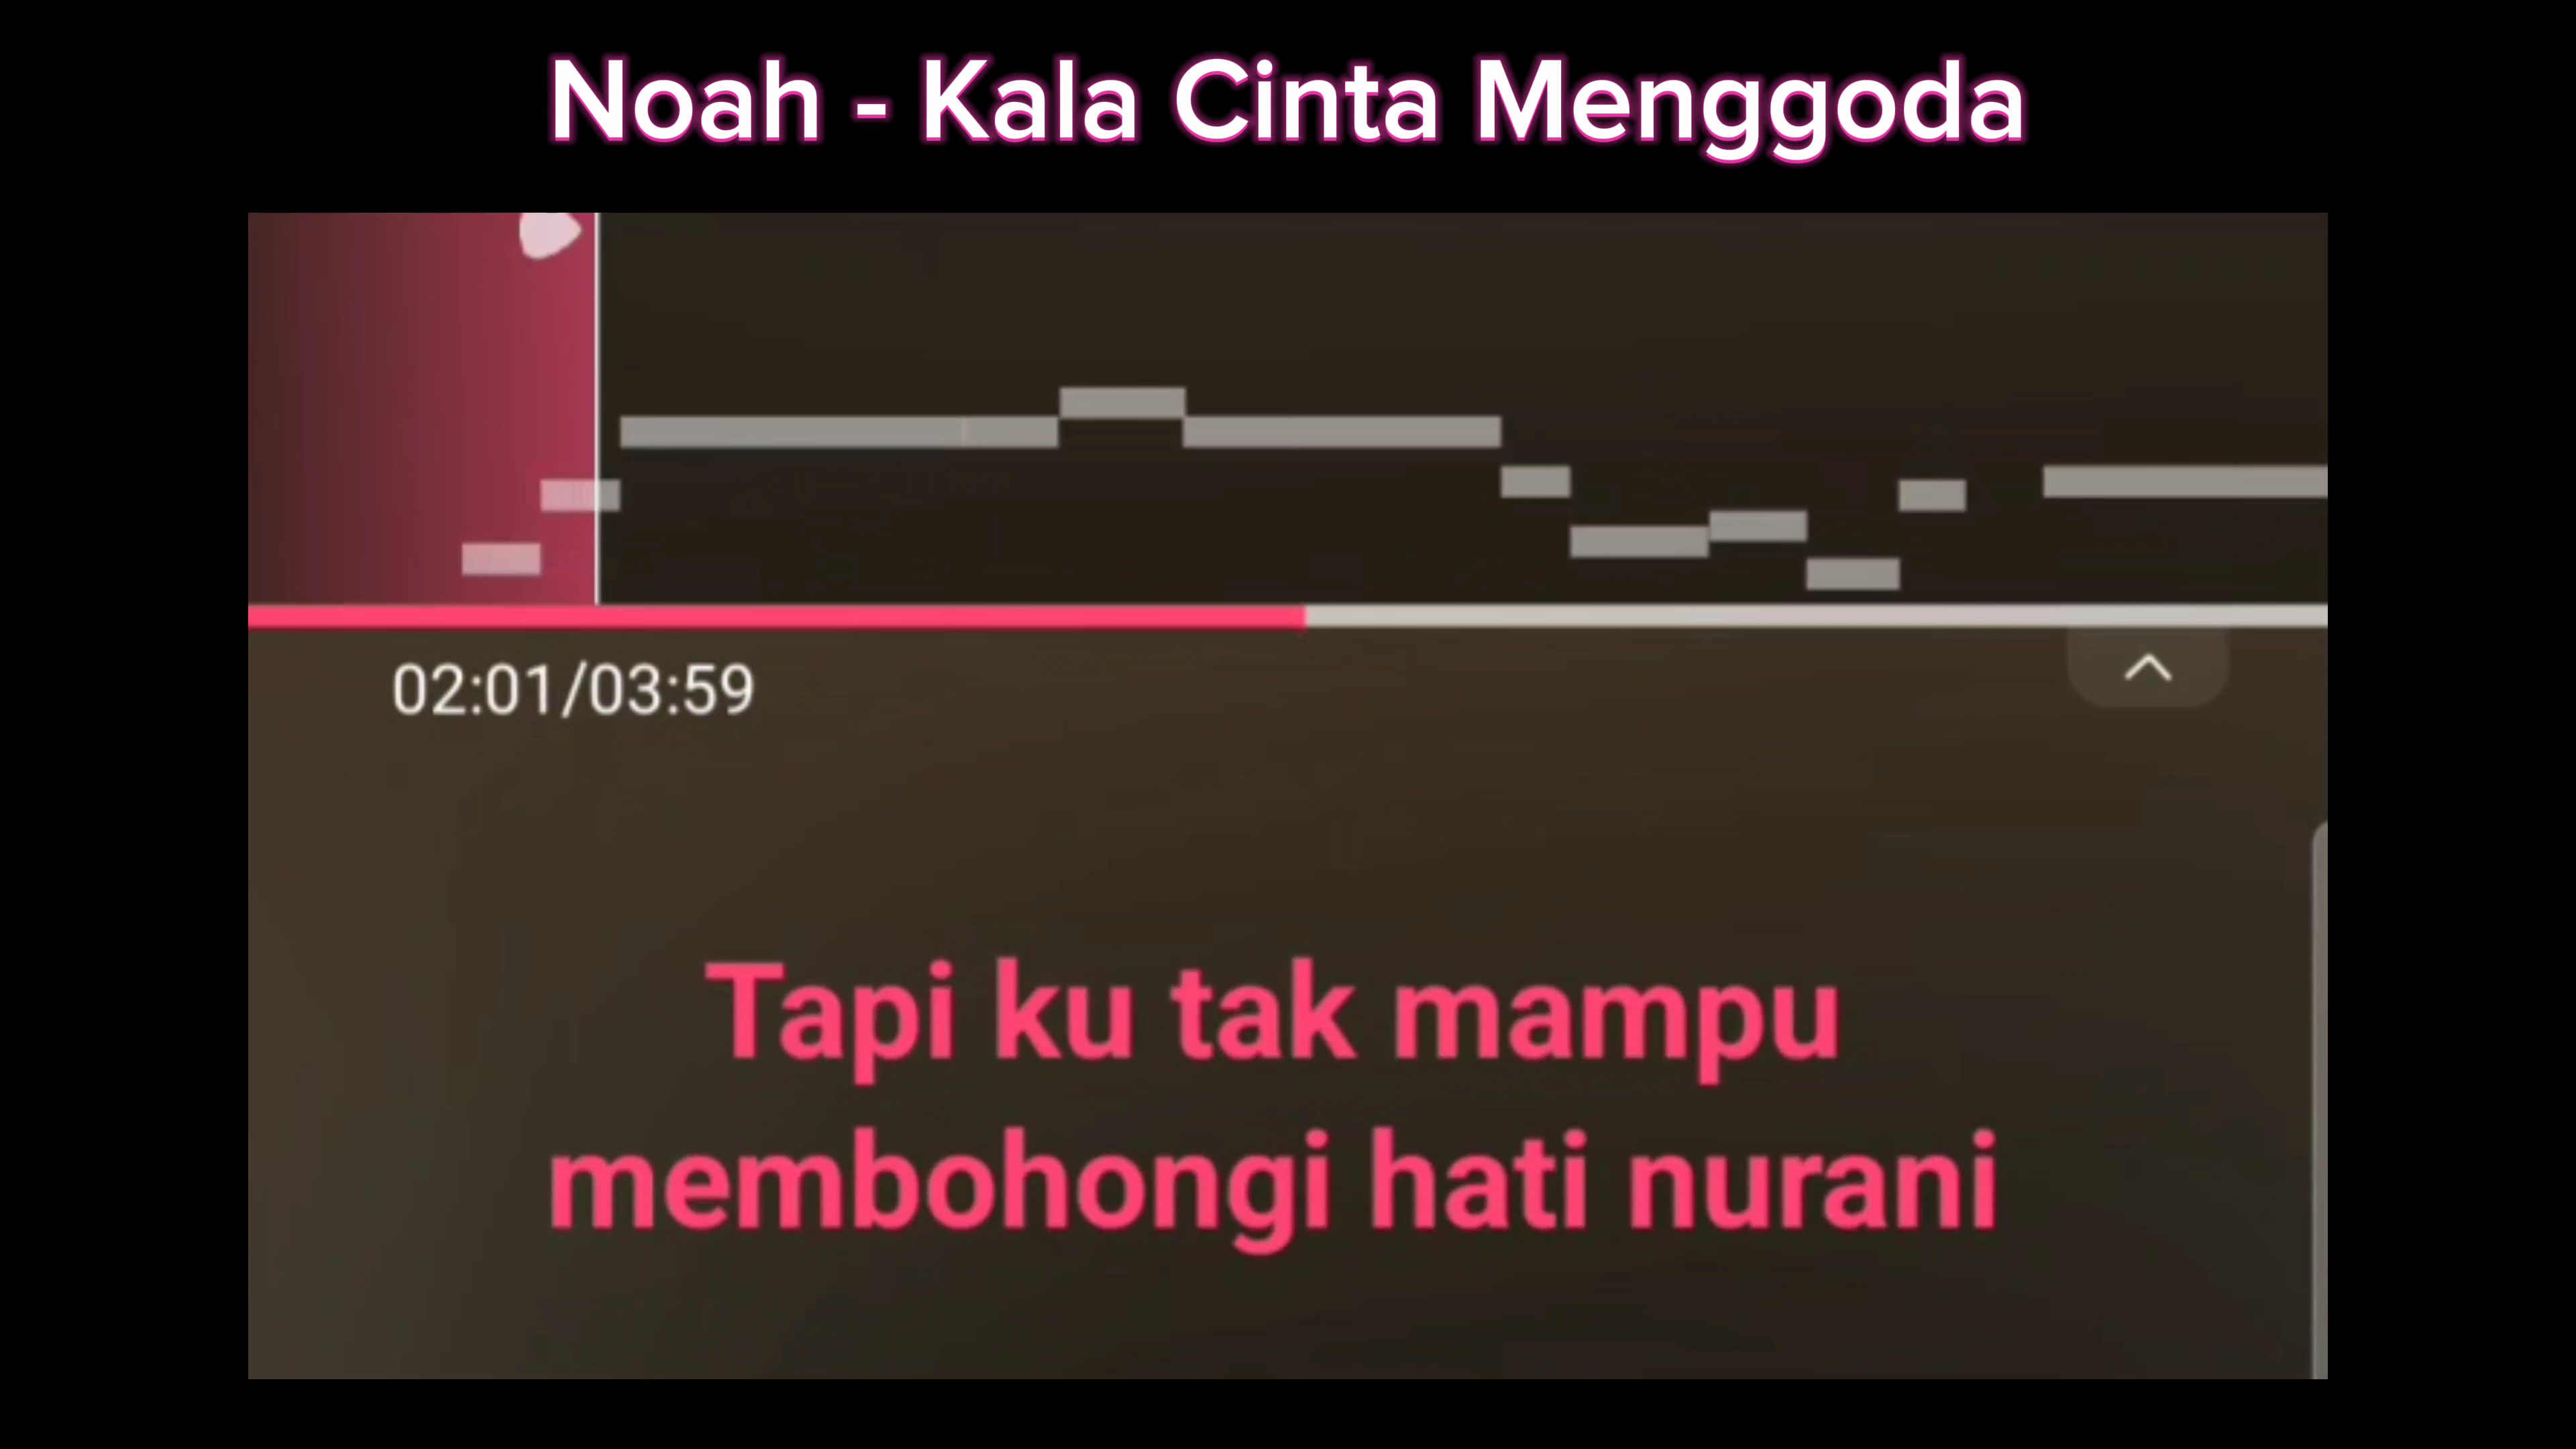 Noah - Kala Cinta Menggoda
02:01/03:59
Tapi ku tak mampu
membohongi hati nurani